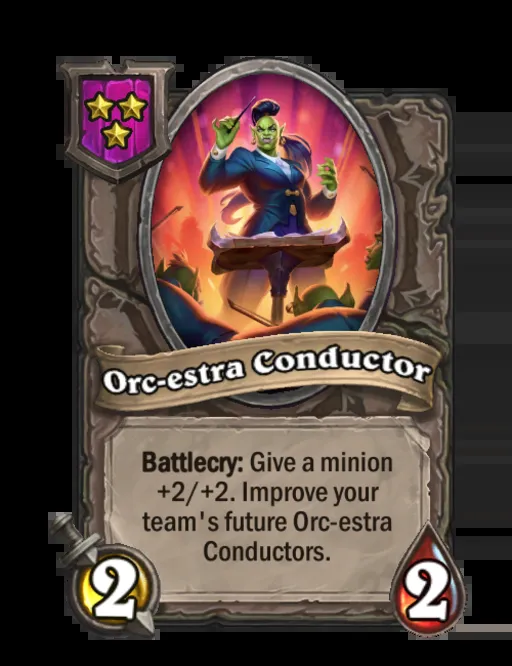 Orc-estra Conductor
Battlecry: Give a minion
+2/+2. Improve your
team's future Orc-estra
Conductors.
2
2